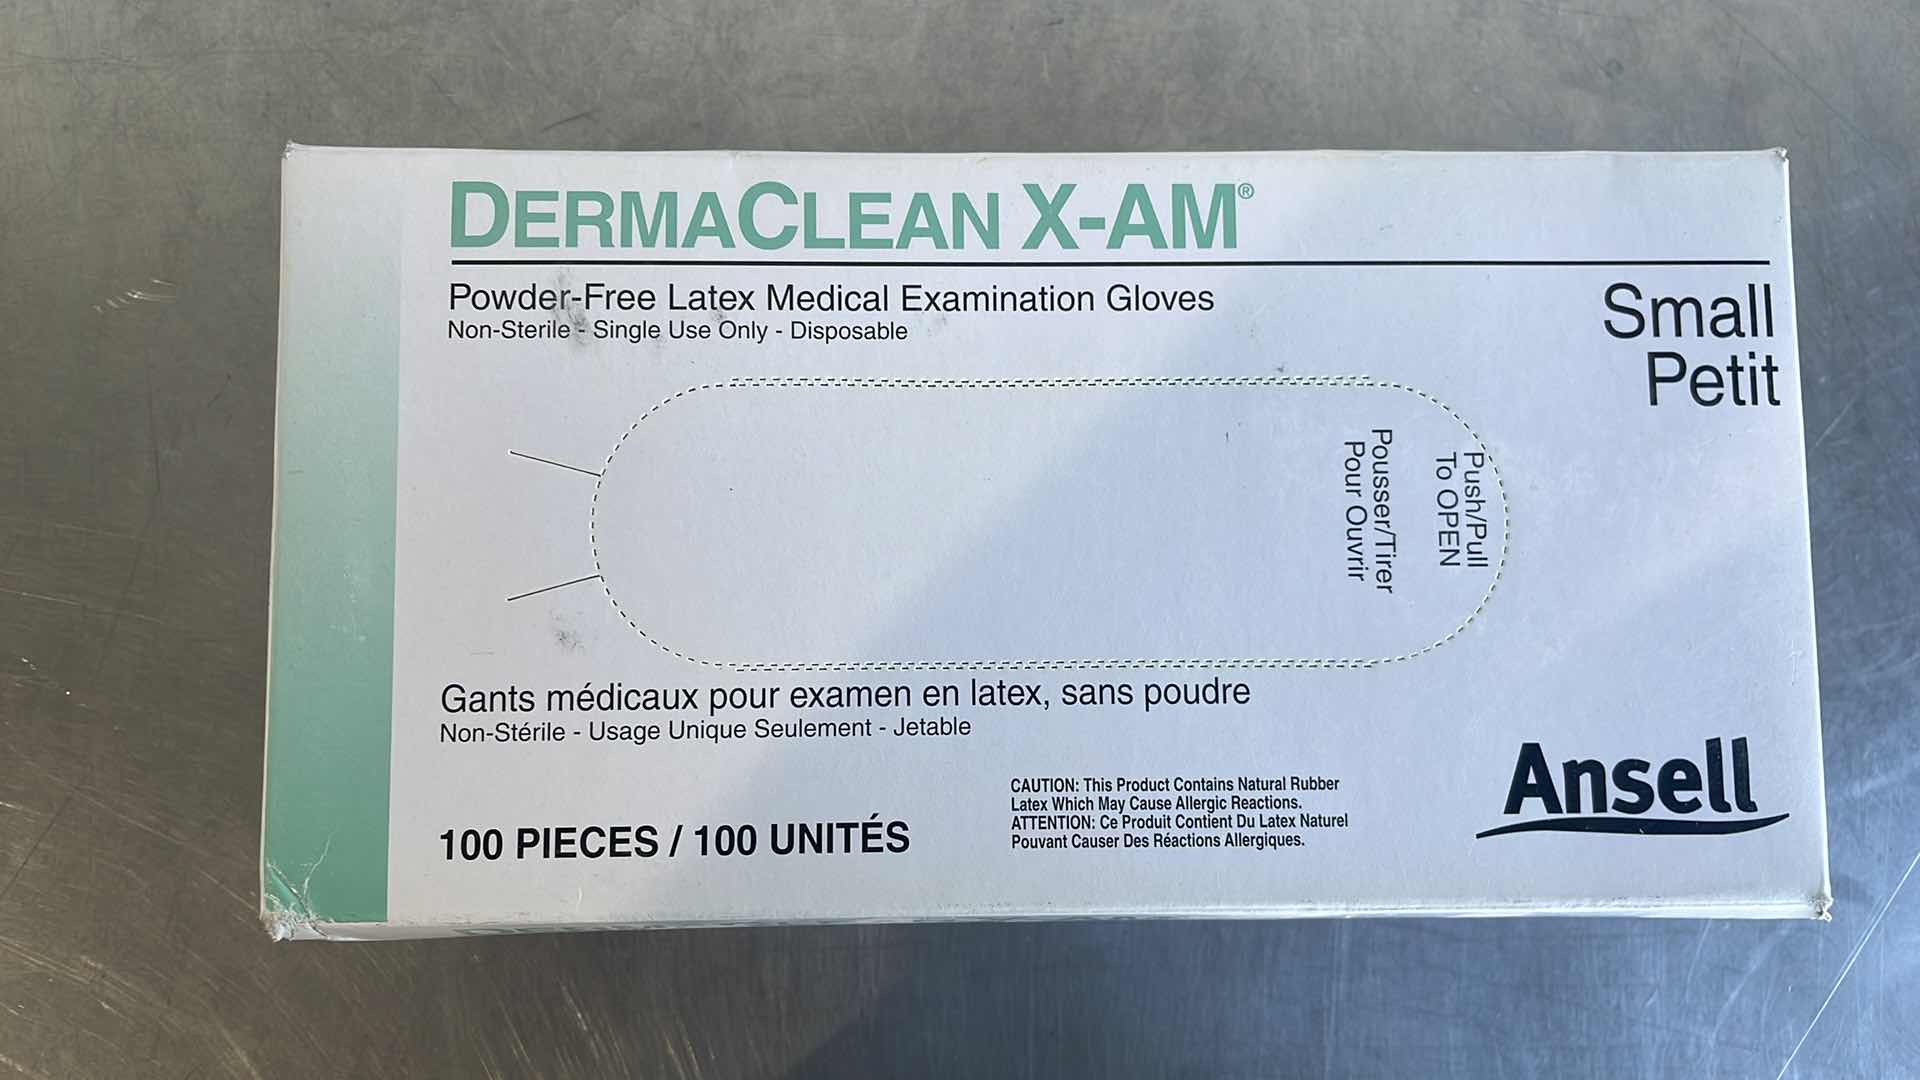 DERMACLEAN X-AM®
Powder-Free Latex Medical Examination Gloves
Non-Sterile - Single Use Only - Disposable
Small
Petit
Push/Pull
To OPEN
Pousser/Tirer
Pour Ouvrir
Gants médicaux pour examen en latex, sans poudre
Non-Stérile - Usage Unique Seulement - Jetable
100 PIECES / 100 UNITÉS
CAUTION: This Product Contains Natural Rubber
Latex Which May Cause Allergic Reactions.
ATTENTION: Ce Produit Contient Du Latex Naturel
Pouvant Causer Des Réactions Allergiques.
Ansell